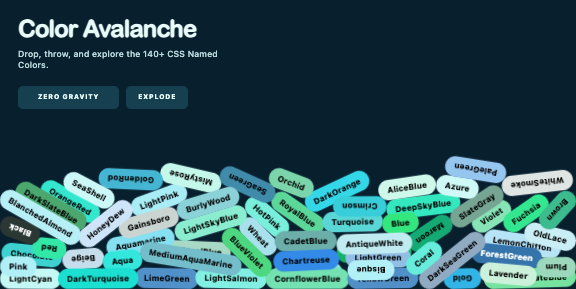 Color Avalanche
Drop, throw, and explore the 140+ CSS Named
Colors.
ZERO GRAVITY
EXPLODE
PaleGreen
SeaShell
GoldenRod
MistyRose
SeaGreen
Orchid
DarkOrange
AliceBlue
Azure
WhiteSmoke
OrangeRed
DarkSlateBlue
BlanchedAlmond
HoneyDew
LightPink
BurlyWood
HotPink
RoyalBlue
Crimson
DeepSkyBlue
SlateGray
Violet
Fuchsia
Brown
Black
Gainsboro
LightSkyBlue
Wheat
Turquoise
Blue
Maroon
OldLace
Red
Aquamarine
BlueViolet
CadetBlue
AntiqueWhite
Coral
DarkSeaGreen
LemonChiffon
Beige
Aqua
MediumAquaMarine
Chartreuse
LightGreen
ForestGreen
Pink
Bisque
Lavender
Plum
LightCyan
DarkTurquoise
LimeGreen
LightSalmon
CornflowerBlue
Gold